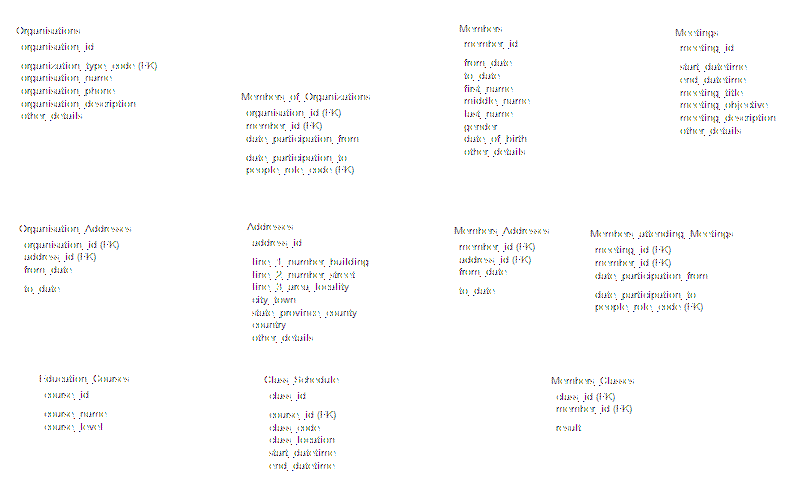 Organisations
organisation_id
organization_type_code (FK)
organisation_name
organisation_phone
organisation_description
other_details
Members_of_Organizations
organisation_id (FK)
member_id (FK)
date_participation_from
date_participation_to
people_role_code (FK)
Members
member_id
from_date
to_date
first_name
middle_name
last_name
gender
date_of_birth
other_details
Meetings
meeting_id
start_datetime
end_datetime
meeting_title
meeting_objective
meeting_description
other_details
Organisation_Addresses
organisation_id (FK)
address_id (FK)
from_date
to_date
Addresses
address_id
line_1_number_building
line_2_number_street
line_3_area_locality
city_town
state_province_county
country
other_details
Members_Addresses
member_id (FK)
address_id (FK)
from_date
to_date
Members_attending_Meetings
meeting_id (FK)
member_id (FK)
date_participation_from
date_participation_to
people_role_code (FK)
Education_Courses
course_id
course_name
course_level
Class_Schedule
class_id
course_id (FK)
class_code
class_location
start_datetime
end_datetime
Members_Classes
class_id (FK)
member_id (FK)
result